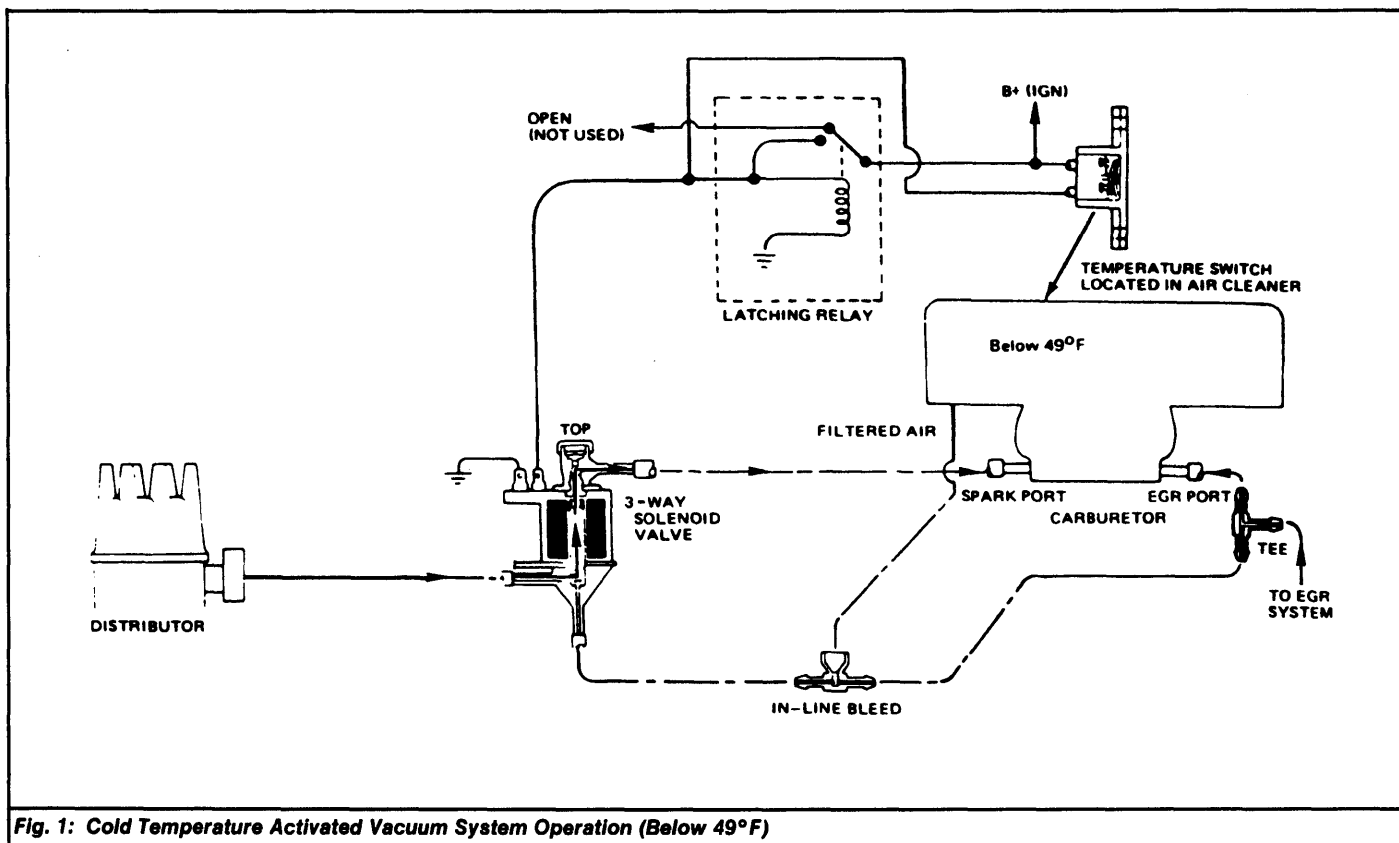 B+ (IGN)
OPEN
(NOT USED)
TEMPERATURE SWITCH
LOCATED IN AIR CLEANER
LATCHING RELAY
Below 49°F
TOP
FILTERED AIR
3-WAY
SOLENOID
VALVE
SPARK PORT
EGR PORT
CARBURETOR
TEE
TO EGR
SYSTEM
DISTRIBUTOR
IN-LINE BLEED
Fig. 1: Cold Temperature Activated Vacuum System Operation (Below 49°F)